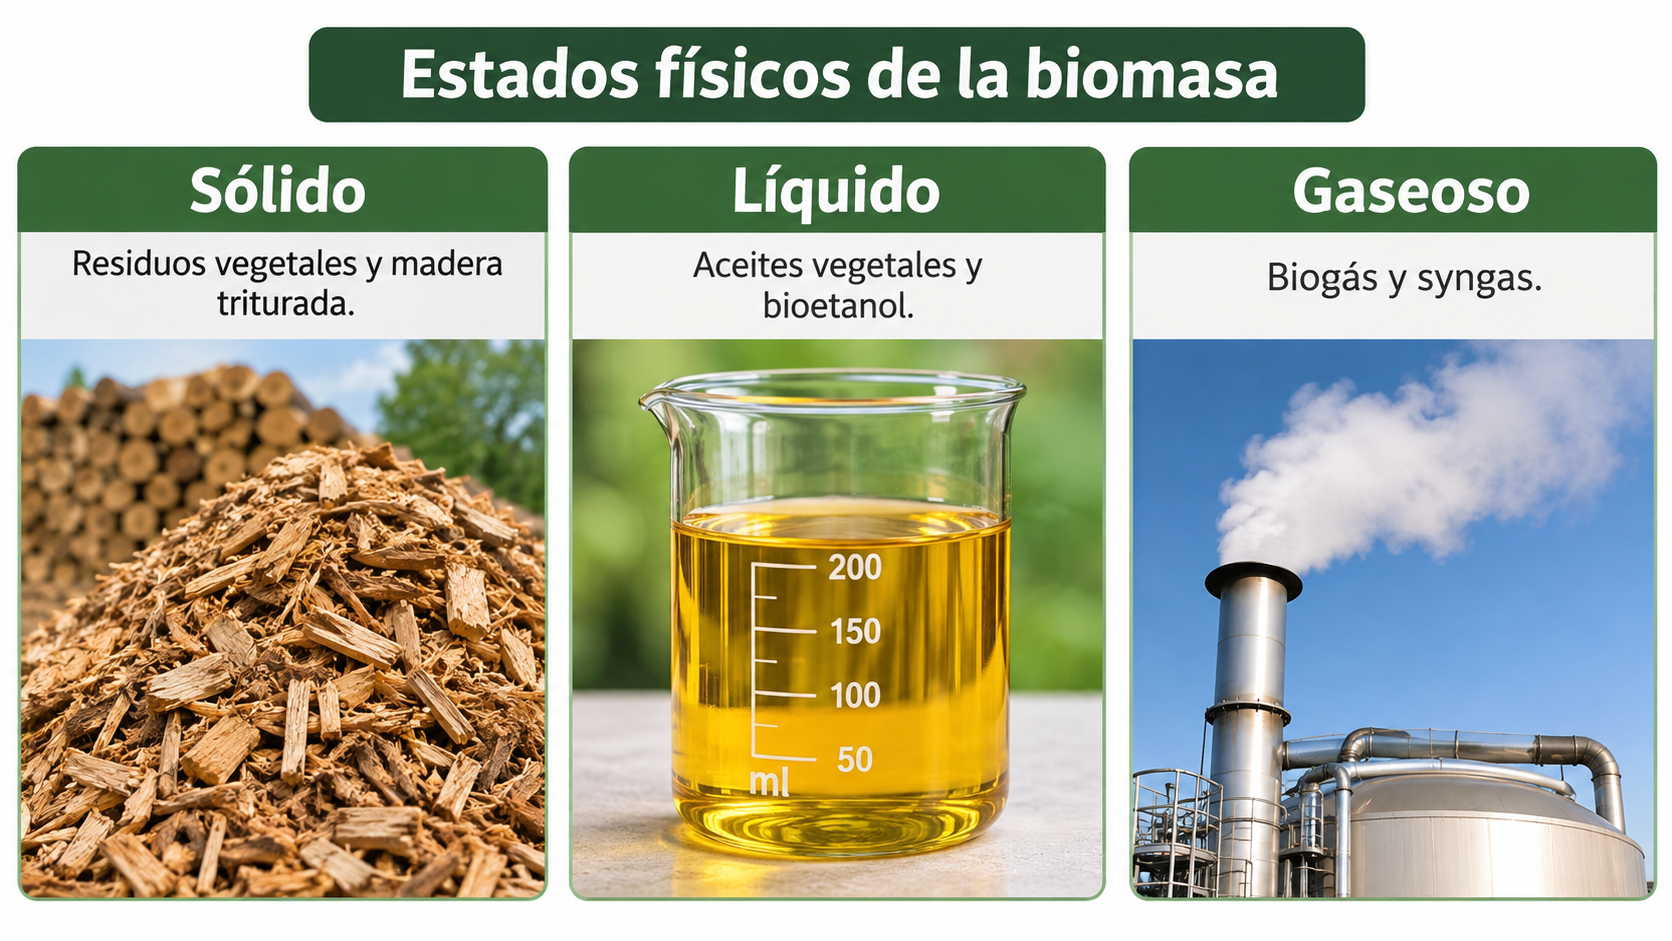 Estados físicos de la biomasa
Sólido
Residuos vegetales y madera
triturada.
Líquido
Aceites vegetales y
bioetanol.
200
150
100
50
ml
Gaseoso
Biogás y syngas.